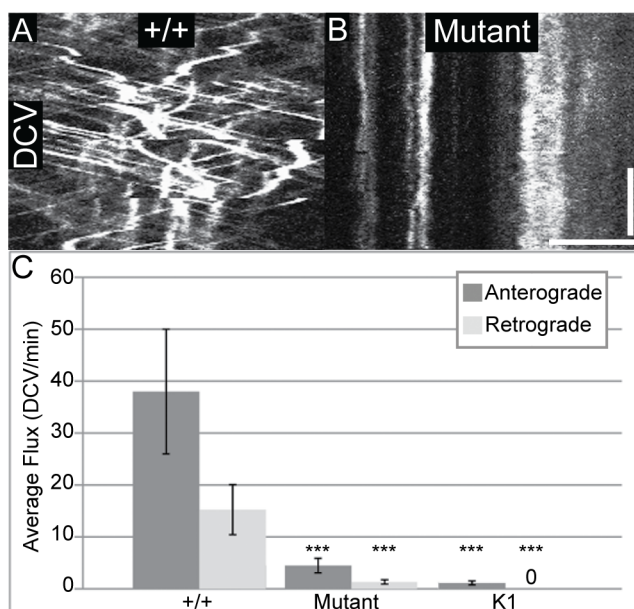 A +/+ B Mutant
DCV
C
60
50
40
30
20
10
0
Average Flux (DCV/min)
Anterograde
Retrograde
*** *** *** ***
0
+/+ Mutant K1